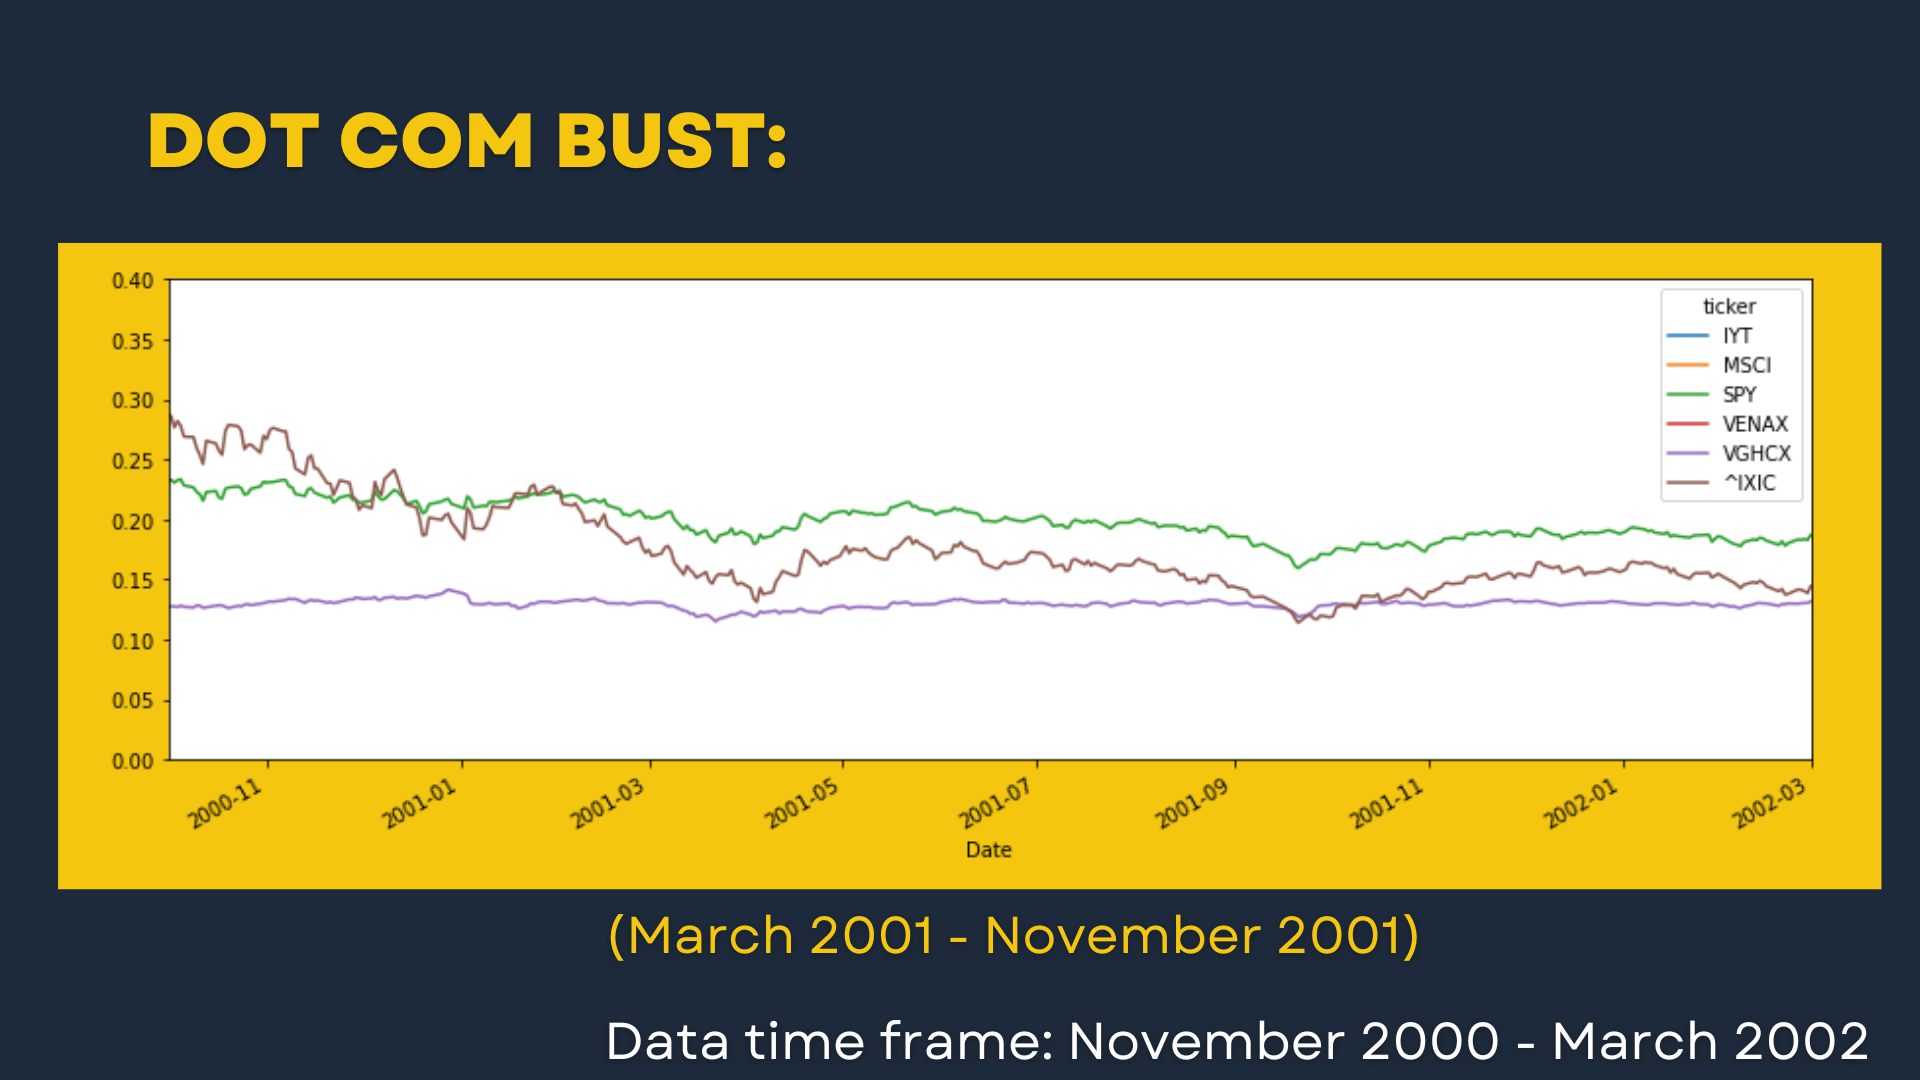 DOT COM BUST:
0.40
0.35
0.30
0.25
0.20
0.15
0.10
0.05
0.00
ticker
IYT
MSCI
SPY
VENAX
VGHCX
^IXIC
2000-11
2001-01
2001-03
2001-05
2001-07
2001-09
2001-11
2002-01
2002-03
Date
(March 2001 - November 2001)
Data time frame: November 2000 - March 2002